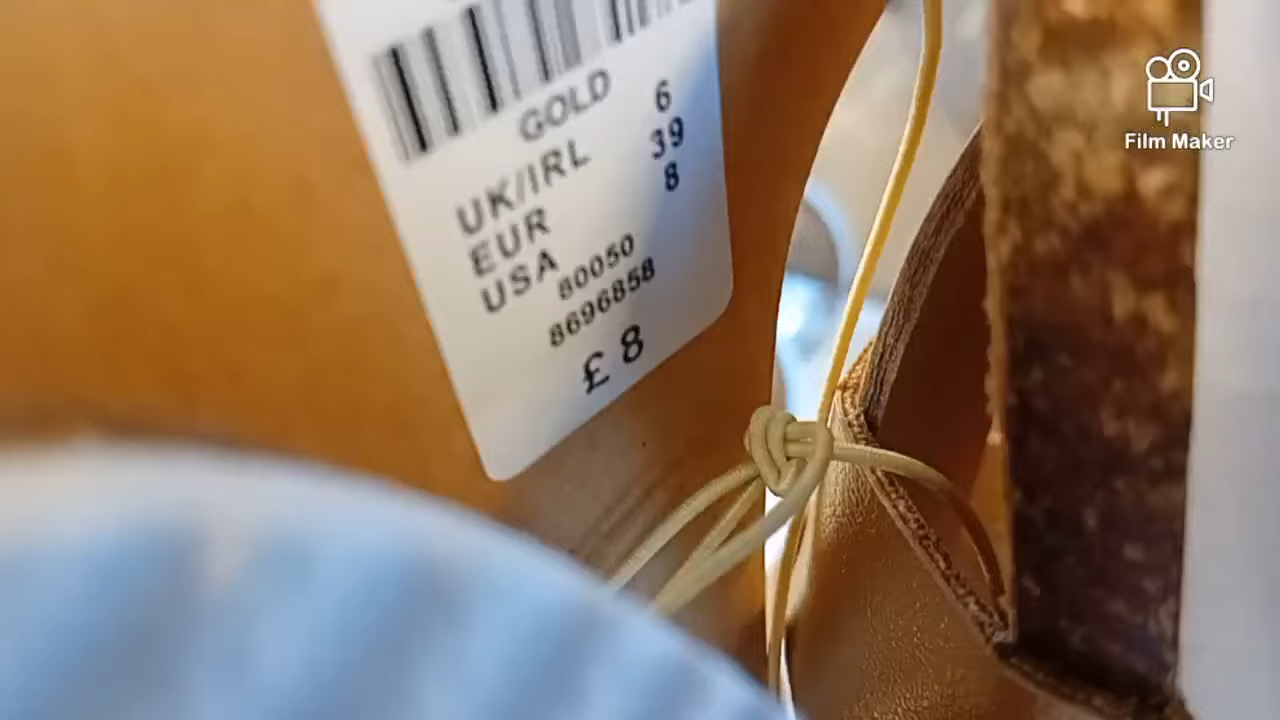 GOLD
UK/IRL 6
EUR 39
USA 8
80050
8696858
£ 8
Film Maker